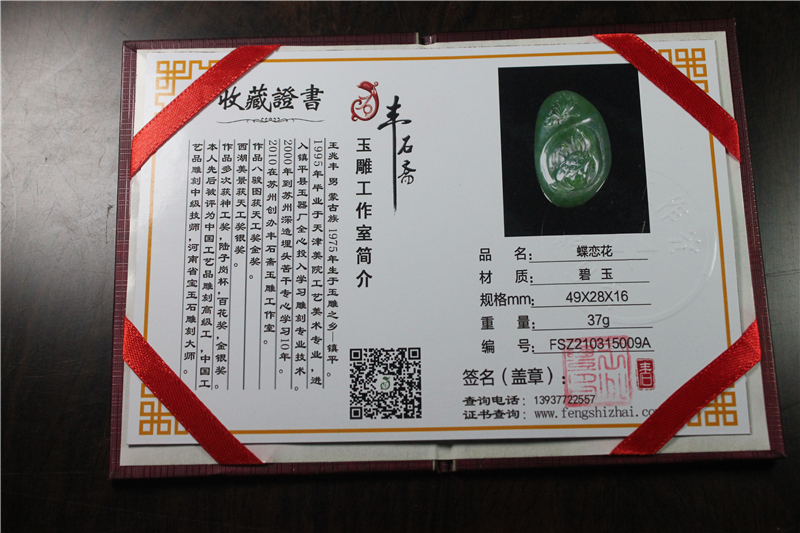 收藏證書
丰石斋
玉雕工作室简介
王兆丰 男 蒙古族 1975年生于玉雕之乡—镇平。
1995年毕业于天津美院工艺美术专业，进
入镇平县玉器厂全心投入学习雕刻专业技术。
2000年到苏州深造埋头苦干专心学习10年。
2010在苏州创办丰石斋玉雕工作室。
作品八骏图获天工奖金奖。
西湖美景获天工奖银奖。
作品多次获神工奖，陆子岗杯，百花奖，金银奖。
本人先后被评为中国工艺品雕刻高级工，中国工
艺品雕刻中级技师，河南省宝玉石雕刻大师。
品 名： 蝶恋花
材 质： 碧 玉
规格mm： 49X28X16
重 量： 37g
编 号： FSZ210315009A
签名（盖章）：
查询电话：13937722557
证书查询：www.fengshizhai.co